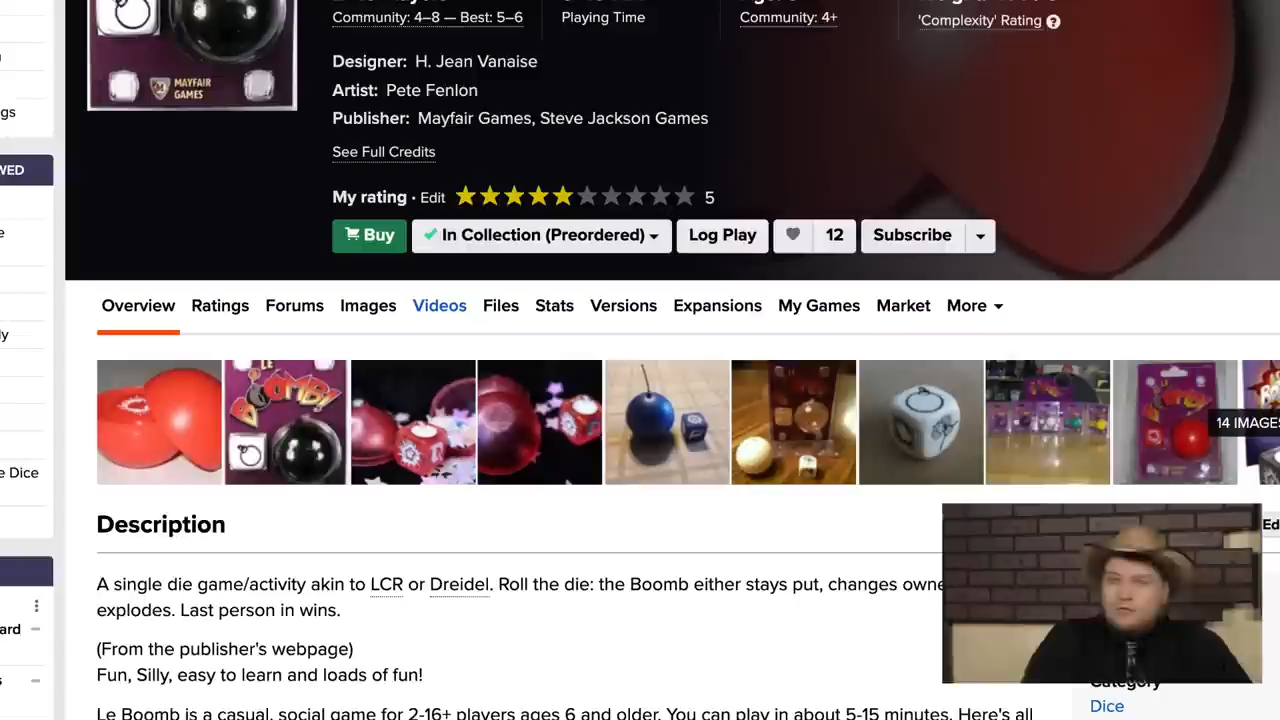 Community: 4–8 — Best: 5–6
Playing Time
Community: 4+
'Complexity' Rating ?
Designer: H. Jean Vanaise
MAYFAIR
GAMES
Artist: Pete Fenlon
gs
Publisher: Mayfair Games, Steve Jackson Games
See Full Credits
WED
My rating · Edit
5
e
Buy
In Collection (Preordered)
Log Play
12
Subscribe
Overview
Ratings
Forums
Images
Videos
Files
Stats
Versions
Expansions
My Games
Market
More
ly
LE
BOOMB!
BOOMB!
14 IMAGES
e Dice
Description
Ed
A single die game/activity akin to LCR or Dreidel. Roll the die: the Boomb either stays put, changes owne
explodes. Last person in wins.
ard
(From the publisher's webpage)
Fun, Silly, easy to learn and loads of fun!
s
Category
Dice
Le Boomb is a casual, social game for 2-16+ players ages 6 and older. You can play in about 5-15 minutes. Here's all